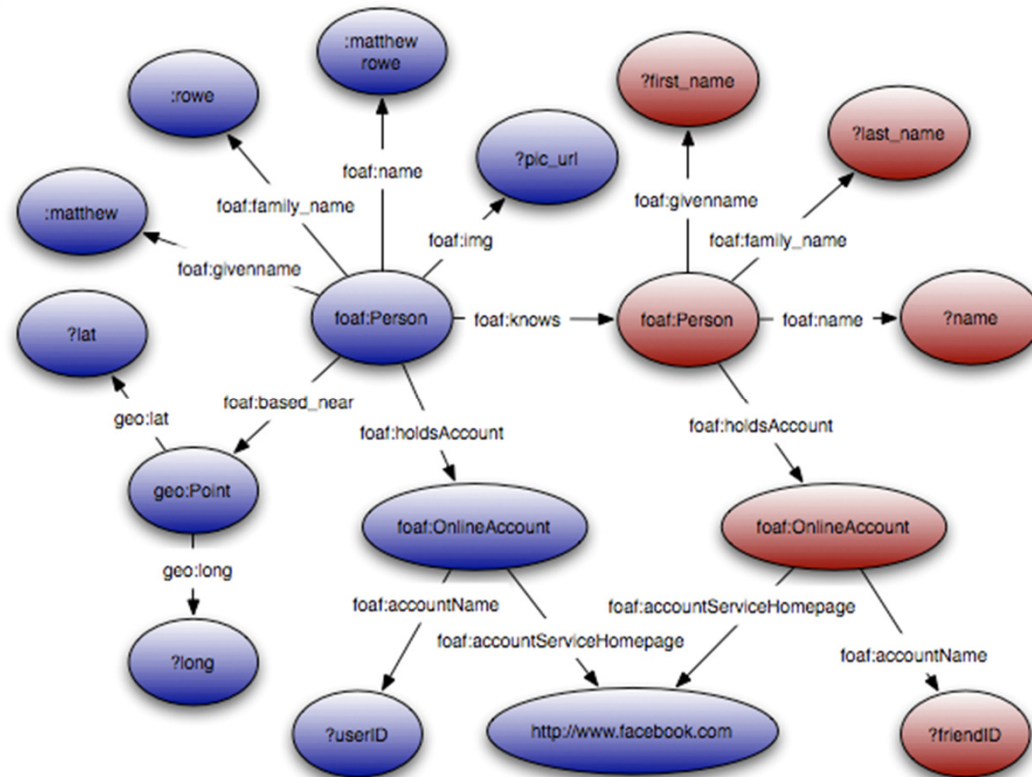 :matthew
rowe
:rowe
?first_name
?last_name
foaf:name
?pic_url
foaf:givenname
:matthew
foaf:family_name
foaf:img
foaf:family_name
foaf:givenname
?lat
foaf:Person
foaf:knows
foaf:Person
foaf:name
?name
geo:lat
foaf:based_near
foaf:holdsAccount
foaf:holdsAccount
geo:Point
foaf:OnlineAccount
foaf:OnlineAccount
geo:long
foaf:accountName
foaf:accountServiceHomepage
foaf:accountServiceHomepage
foaf:accountName
?long
?userID
http://www.facebook.com
?friendID